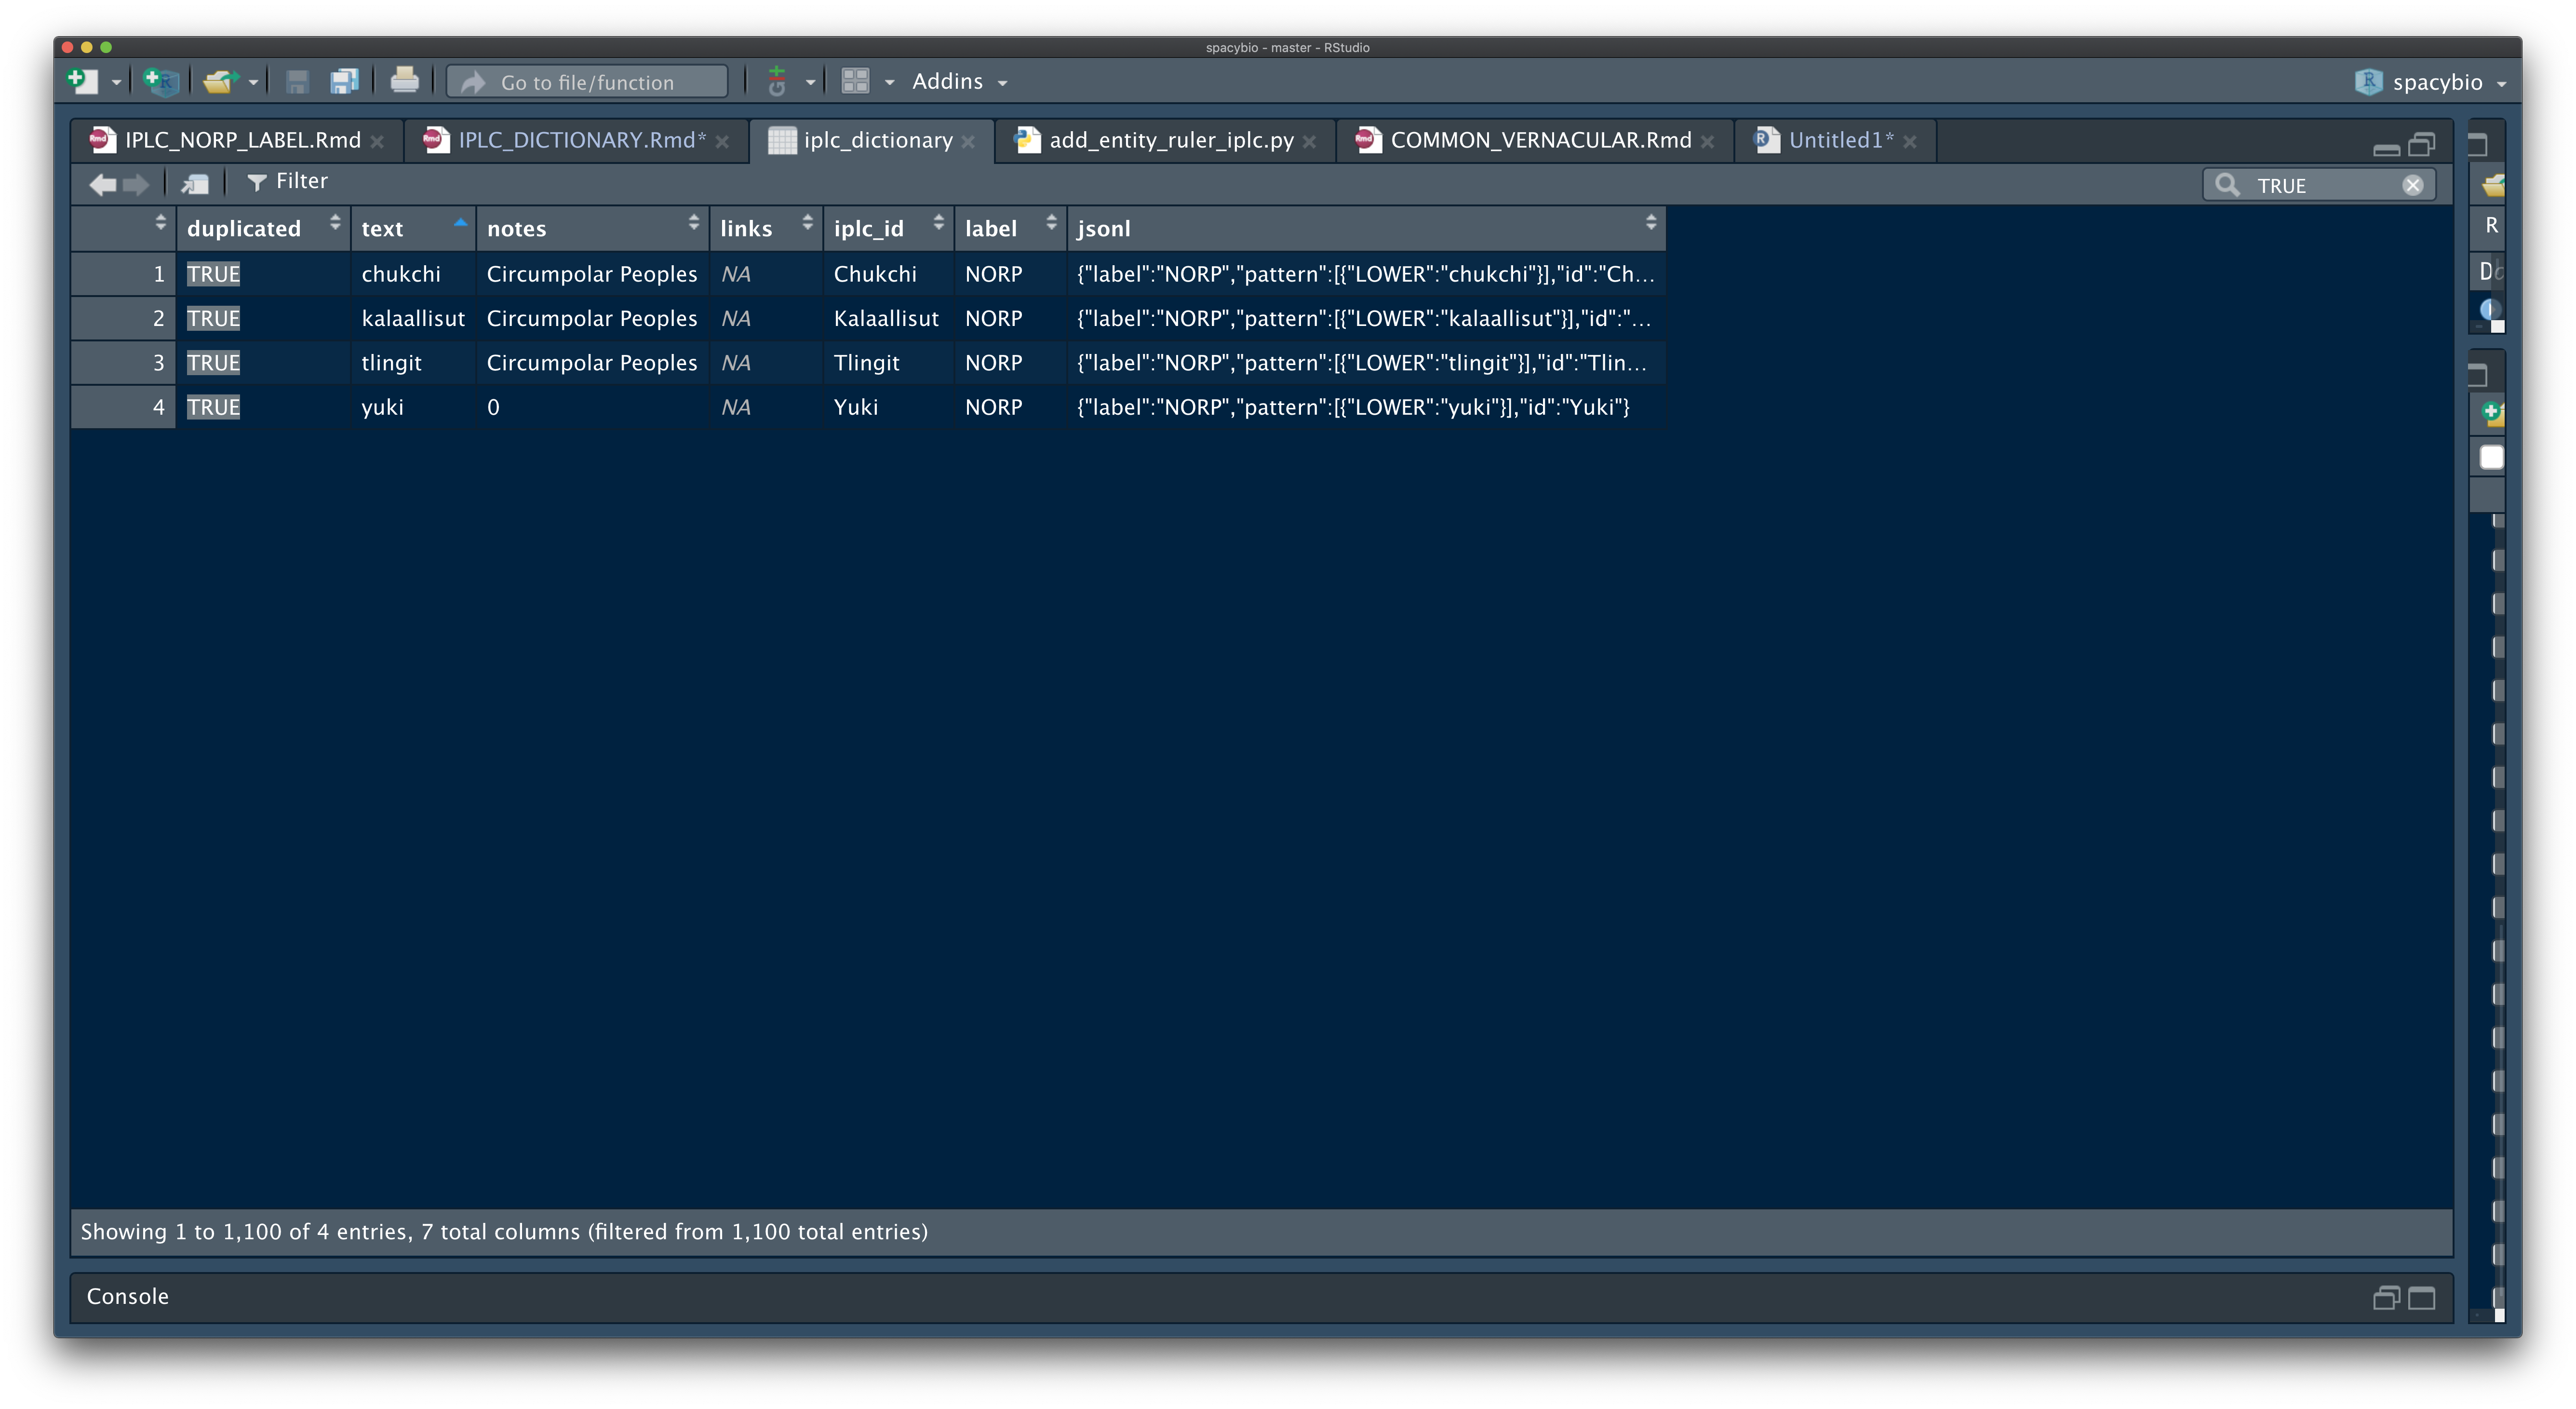 spacybio - master - RStudio
Go to file/function Addins spacybio
IPLC_NORP_LABEL.Rmd IPLC_DICTIONARY.Rmd* iplc_dictionary add_entity_ruler_iplc.py COMMON_VERNACULAR.Rmd Untitled1*
Filter TRUE
duplicated text notes links iplc_id label jsonl
1 TRUE chukchi Circumpolar Peoples NA Chukchi NORP {"label":"NORP","pattern":[{"LOWER":"chukchi"}],"id":"Ch…
2 TRUE kalaallisut Circumpolar Peoples NA Kalaallisut NORP {"label":"NORP","pattern":[{"LOWER":"kalaallisut"}],"id":"…
3 TRUE tlingit Circumpolar Peoples NA Tlingit NORP {"label":"NORP","pattern":[{"LOWER":"tlingit"}],"id":"Tlin…
4 TRUE yuki 0 NA Yuki NORP {"label":"NORP","pattern":[{"LOWER":"yuki"}],"id":"Yuki"}
Showing 1 to 1,100 of 4 entries, 7 total columns (filtered from 1,100 total entries)
Console
R